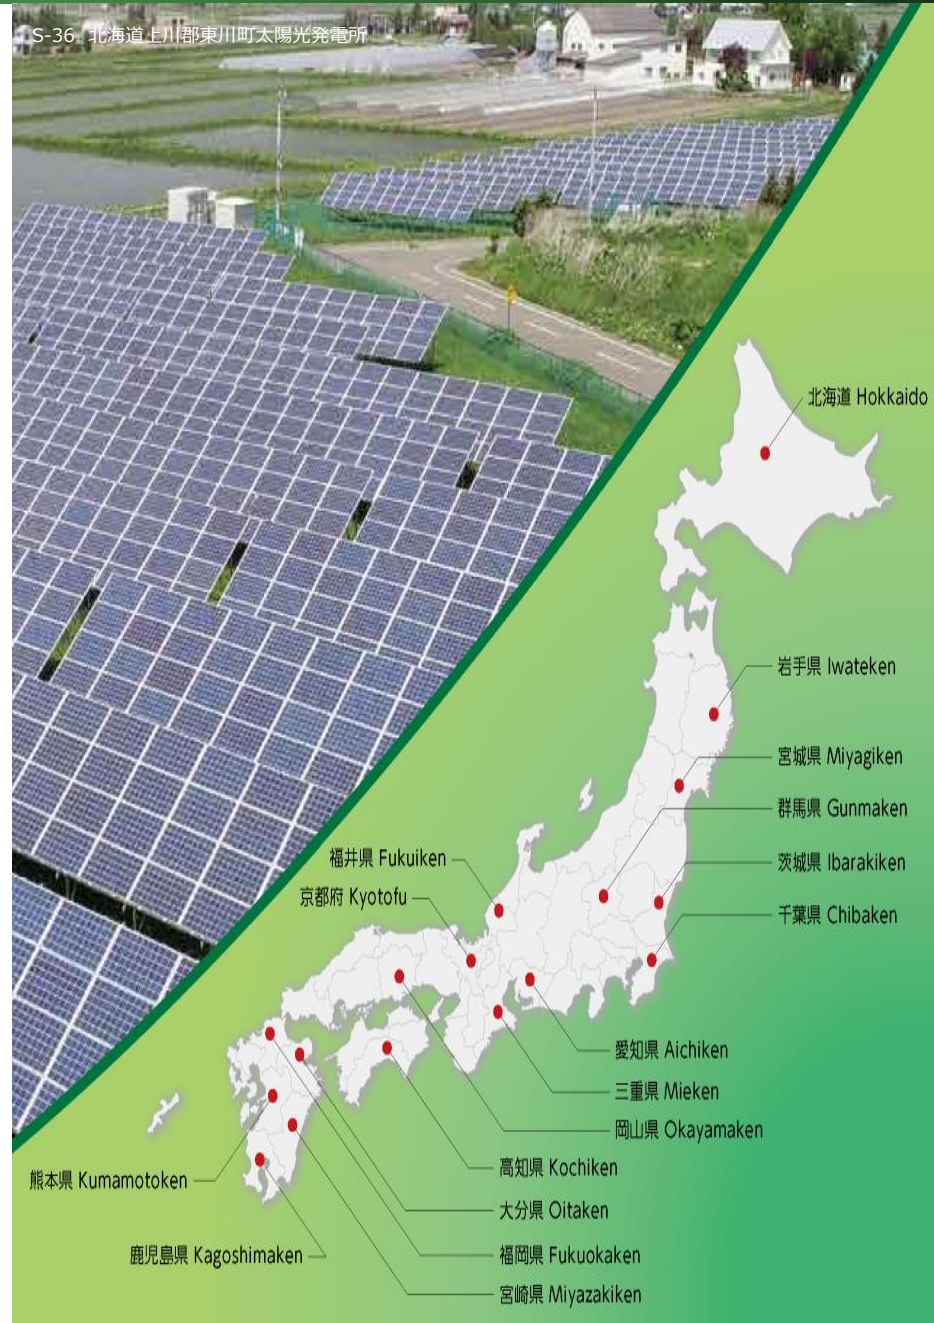 S-36 北海道上川郡東川町太陽光発電所
北海道 Hokkaido
岩手県 Iwateken
宮城県 Miyagiken
群馬県 Gunmaken
福井県 Fukuiken
茨城県 Ibarakiken
京都府 Kyotofu
千葉県 Chibaken
愛知県 Aichiken
三重県 Mieken
岡山県 Okayamaken
高知県 Kochiken
熊本県 Kumamotoken
大分県 Oitaken
鹿児島県 Kagoshimaken
福岡県 Fukuokaken
宮崎県 Miyazakiken